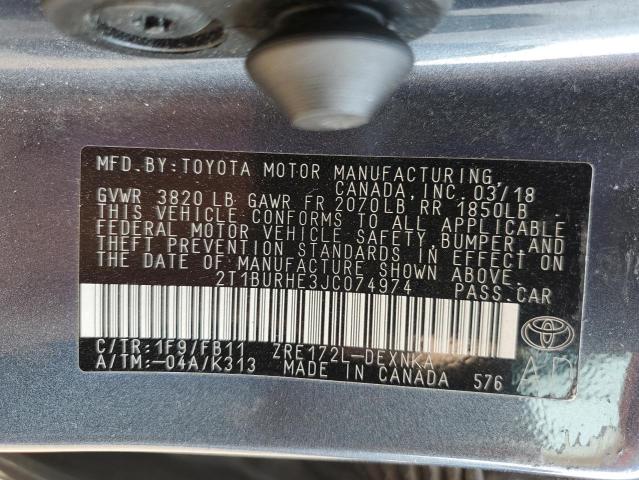 MFD.BY:TOYOTA MOTOR MANUFACTURING,
CANADA, INC. 03/18
GVWR 3820 LB GAWR FR 2070LB RR 1850LB
THIS VEHICLE CONFORMS TO ALL APPLICABLE
FEDERAL MOTOR VEHICLE SAFETY, BUMPER, AND
THEFT PREVENTION STANDARDS IN EFFECT ON
THE DATE OF MANUFACTURE SHOWN ABOVE.
2T1BURHE3JC074974 PASS.CAR
C/TR:1F9/FB11 ZRE172L-DEXNKA
A/TM:-04A/K313 MADE IN CANADA 576
AD